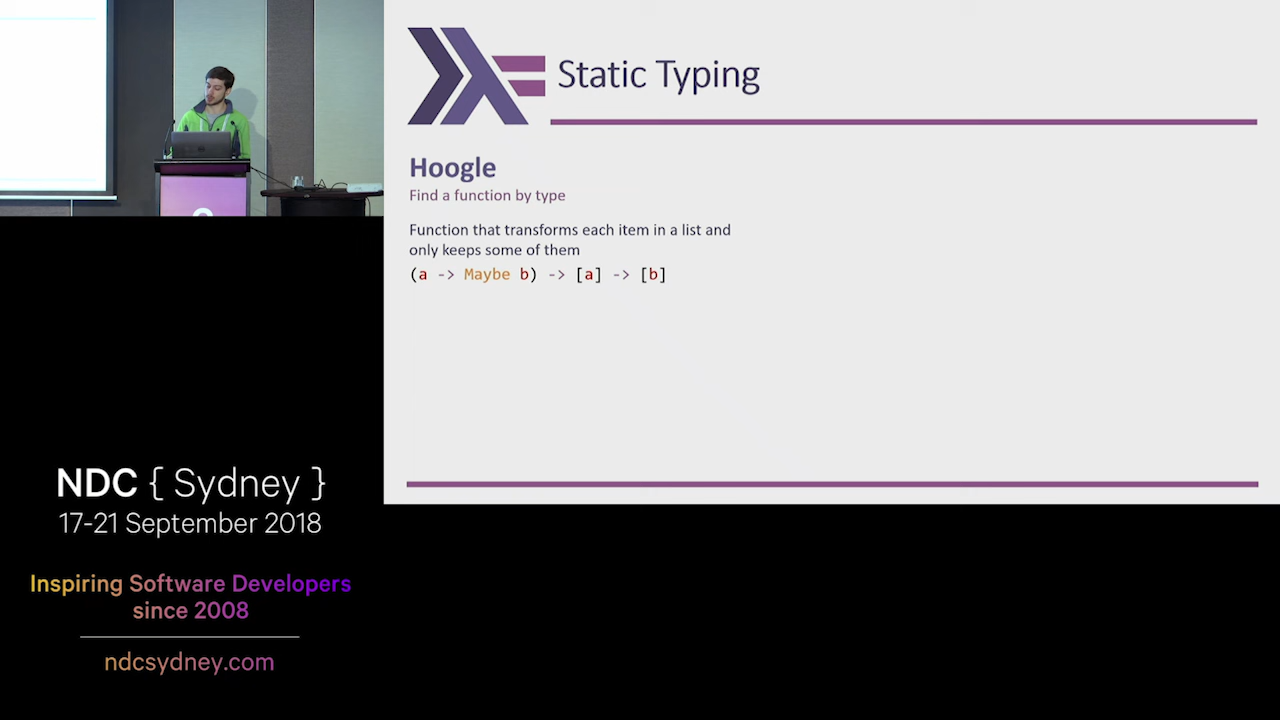 Static Typing
Hoogle
Find a function by type
Function that transforms each item in a list and
only keeps some of them
(a -> Maybe b) -> [a] -> [b]
NDC { Sydney }
17-21 September 2018
Inspiring Software Developers
since 2008
ndcsydney.com